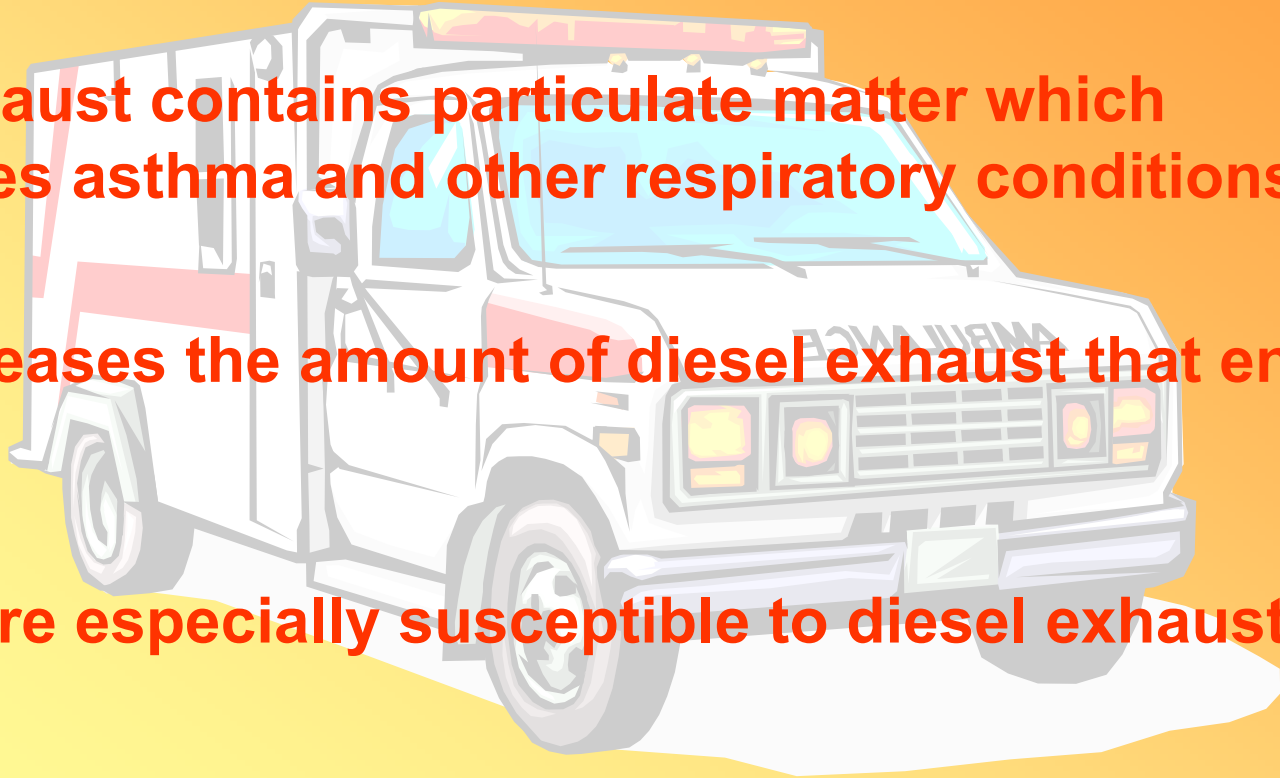 aust contains particulate matter which
es asthma and other respiratory conditions
AMBULANCE
eases the amount of diesel exhaust that en
re especially susceptible to diesel exhaust